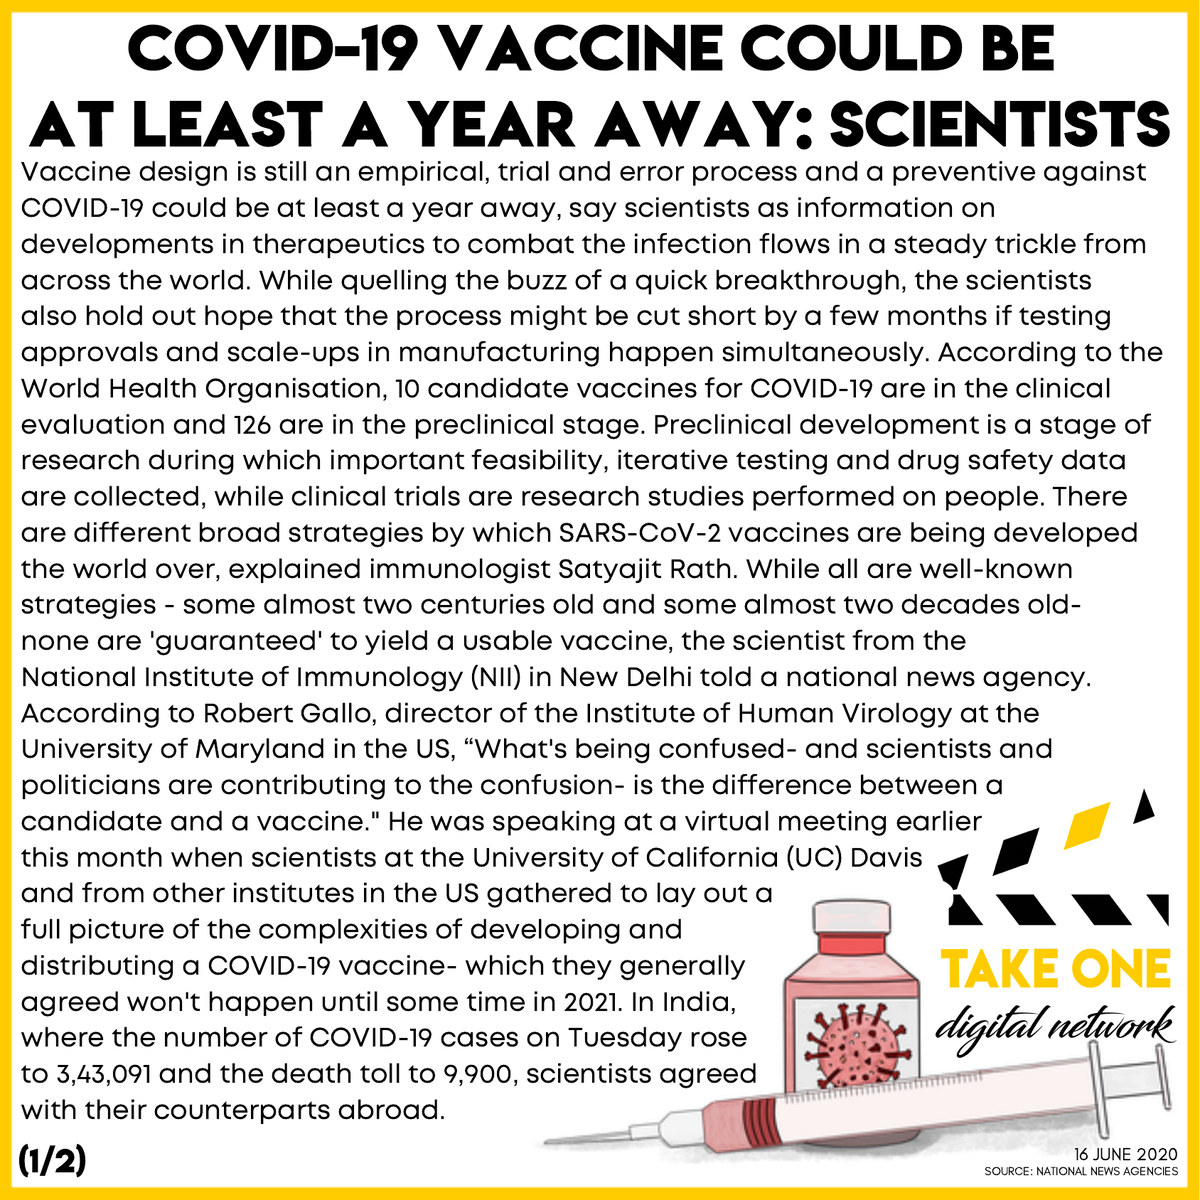 COVID-19 VACCINE COULD BE
AT LEAST A YEAR AWAY: SCIENTISTS
Vaccine design is still an empirical, trial and error process and a preventive against
COVID-19 could be at least a year away, say scientists as information on
developments in therapeutics to combat the infection flows in a steady trickle from
across the world. While quelling the buzz of a quick breakthrough, the scientists
also hold out hope that the process might be cut short by a few months if testing
approvals and scale-ups in manufacturing happen simultaneously. According to the
World Health Organisation, 10 candidate vaccines for COVID-19 are in the clinical
evaluation and 126 are in the preclinical stage. Preclinical development is a stage of
research during which important feasibility, iterative testing and drug safety data
are collected, while clinical trials are research studies performed on people. There
are different broad strategies by which SARS-CoV-2 vaccines are being developed
the world over, explained immunologist Satyajit Rath. While all are well-known
strategies - some almost two centuries old and some almost two decades old-
none are 'guaranteed' to yield a usable vaccine, the scientist from the
National Institute of Immunology (NII) in New Delhi told a national news agency.
According to Robert Gallo, director of the Institute of Human Virology at the
University of Maryland in the US, “What's being confused- and scientists and
politicians are contributing to the confusion- is the difference between a
candidate and a vaccine." He was speaking at a virtual meeting earlier
this month when scientists at the University of California (UC) Davis
and from other institutes in the US gathered to lay out a
full picture of the complexities of developing and
distributing a COVID-19 vaccine- which they generally
agreed won't happen until some time in 2021. In India,
where the number of COVID-19 cases on Tuesday rose
to 3,43,091 and the death toll to 9,900, scientists agreed
with their counterparts abroad.
TAKE ONE
digital network
(1/2)
16 JUNE 2020
SOURCE: NATIONAL NEWS AGENCIES